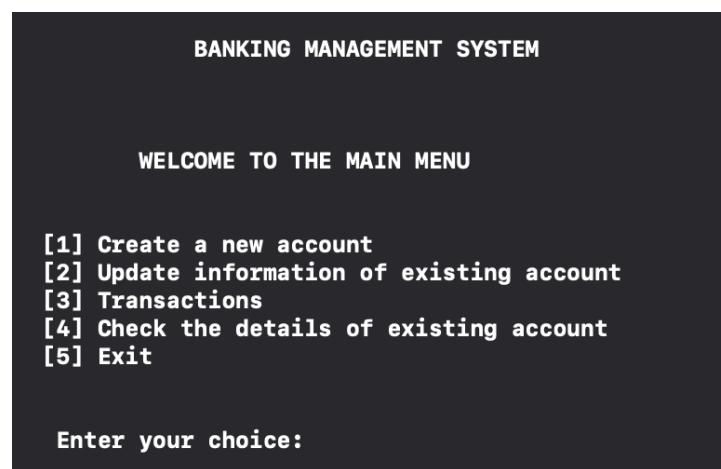 BANKING MANAGEMENT SYSTEM
WELCOME TO THE MAIN MENU
[1] Create a new account
[2] Update information of existing account
[3] Transactions
[4] Check the details of existing account
[5] Exit
Enter your choice: